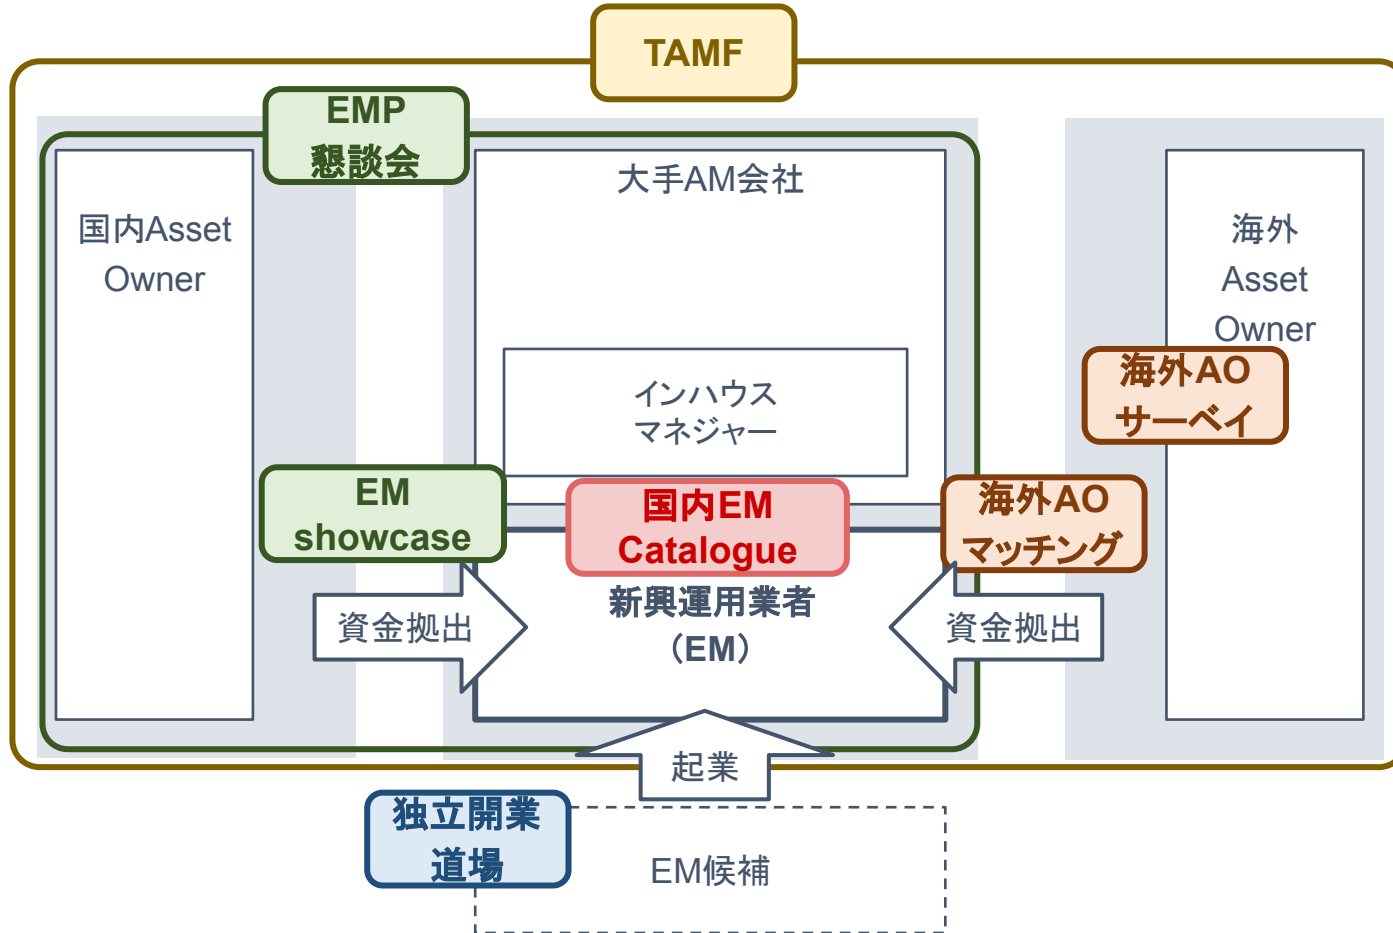 TAMF
EMP
懇談会
大手AM会社
国内Asset
Owner
海外
Asset
Owner
インハウス
マネジャー
海外AO
サーベイ
EM
showcase
国内EM
Catalogue
海外AO
マッチング
新興運用業者
（EM）
資金拠出
資金拠出
起業
独立開業
道場
EM候補